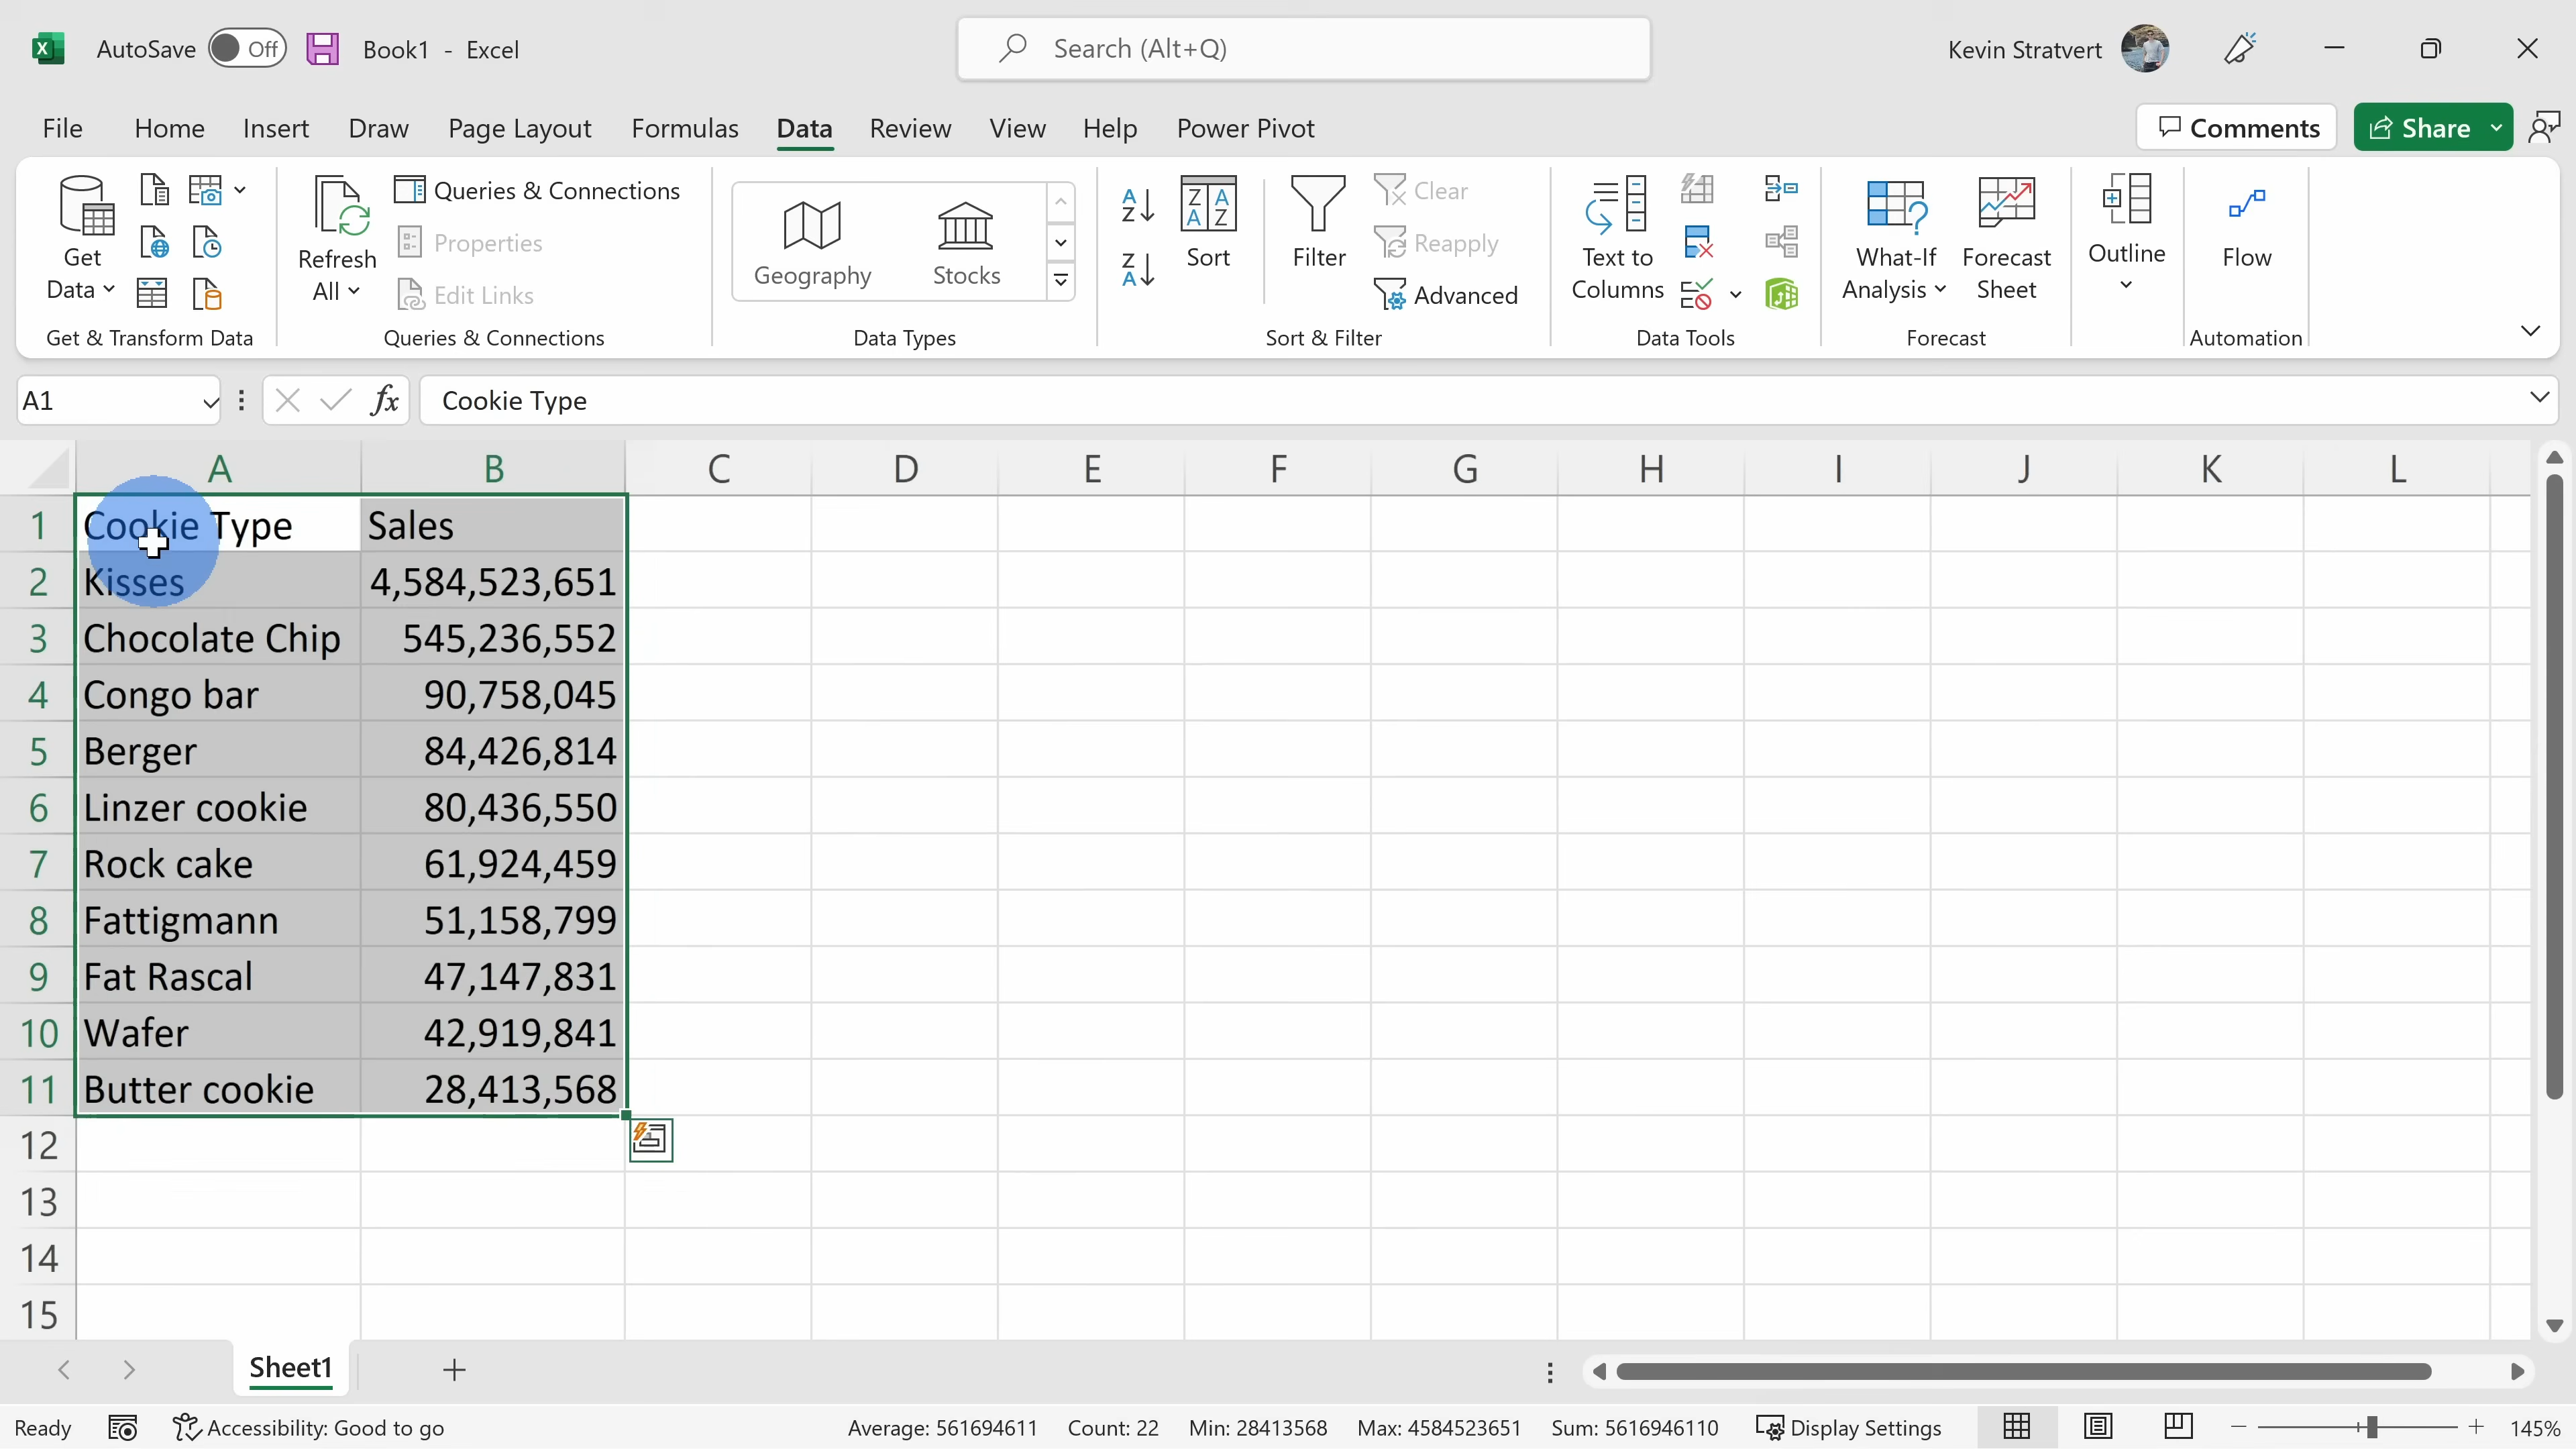 AutoSave Off Book1 - Excel Search (Alt+Q) Kevin Stratvert
File Home Insert Draw Page Layout Formulas Data Review View Help Power Pivot Comments Share
Get Data
Get & Transform Data
Refresh All
Queries & Connections
Properties
Edit Links
Queries & Connections
Geography Stocks
Data Types
Sort
Filter
Clear
Reapply
Advanced
Sort & Filter
Text to Columns
Data Tools
What-If Analysis
Forecast Sheet
Forecast
Outline
Flow
Automation
A1 fx Cookie Type
A B C D E F G H I J K L
1 Cookie Type Sales
2 Kisses 4,584,523,651
3 Chocolate Chip 545,236,552
4 Congo bar 90,758,045
5 Berger 84,426,814
6 Linzer cookie 80,436,550
7 Rock cake 61,924,459
8 Fattigmann 51,158,799
9 Fat Rascal 47,147,831
10 Wafer 42,919,841
11 Butter cookie 28,413,568
12
13
14
15
Sheet1
Ready Accessibility: Good to go Average: 561694611 Count: 22 Min: 28413568 Max: 4584523651 Sum: 5616946110 Display Settings 145%